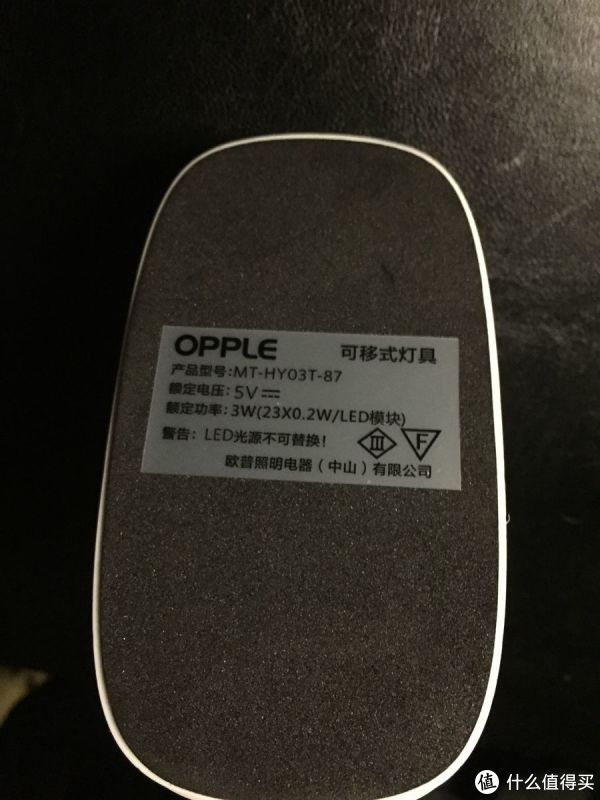 OPPLE 可移式灯具
产品型号:MT-HY03T-87
额定电压:5V⎓
额定功率:3W(23X0.2W/LED模块)
警告:LED光源不可替换!
III F
欧普照明电器(中山)有限公司
值 什么值得买